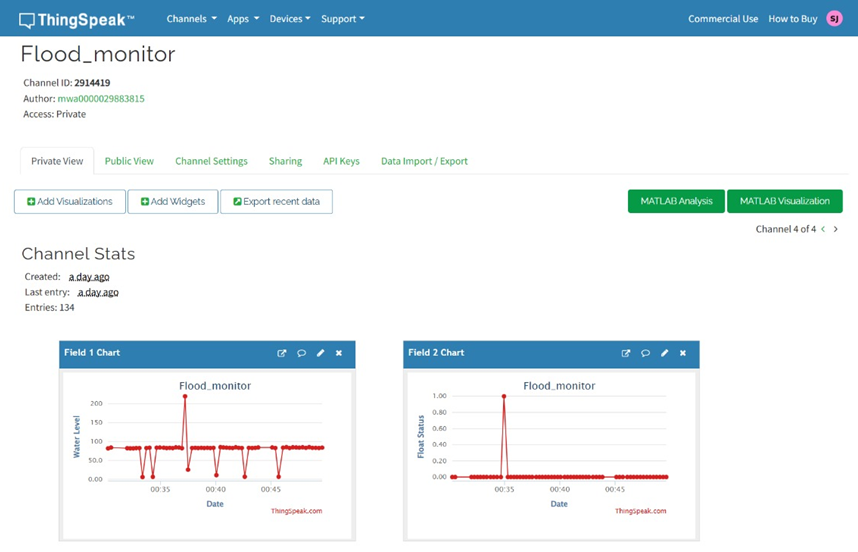 ThingSpeak™ Channels Apps Devices Support Commercial Use How to Buy SJ
Flood_monitor
Channel ID: 2914419
Author: mwa0000029883815
Access: Private
Private View Public View Channel Settings Sharing API Keys Data Import / Export
Add Visualizations Add Widgets Export recent data MATLAB Analysis MATLAB Visualization
Channel 4 of 4 < >
Channel Stats
Created: a day ago
Last entry: a day ago
Entries: 134
Field 1 Chart
Flood_monitor
Water Level
200
150
100
50.0
0.00
00:35 00:40 00:45
Date
ThingSpeak.com
Field 2 Chart
Flood_monitor
Float Status
1.00
0.80
0.60
0.40
0.20
0.00
00:35 00:40 00:45
Date
ThingSpeak.com